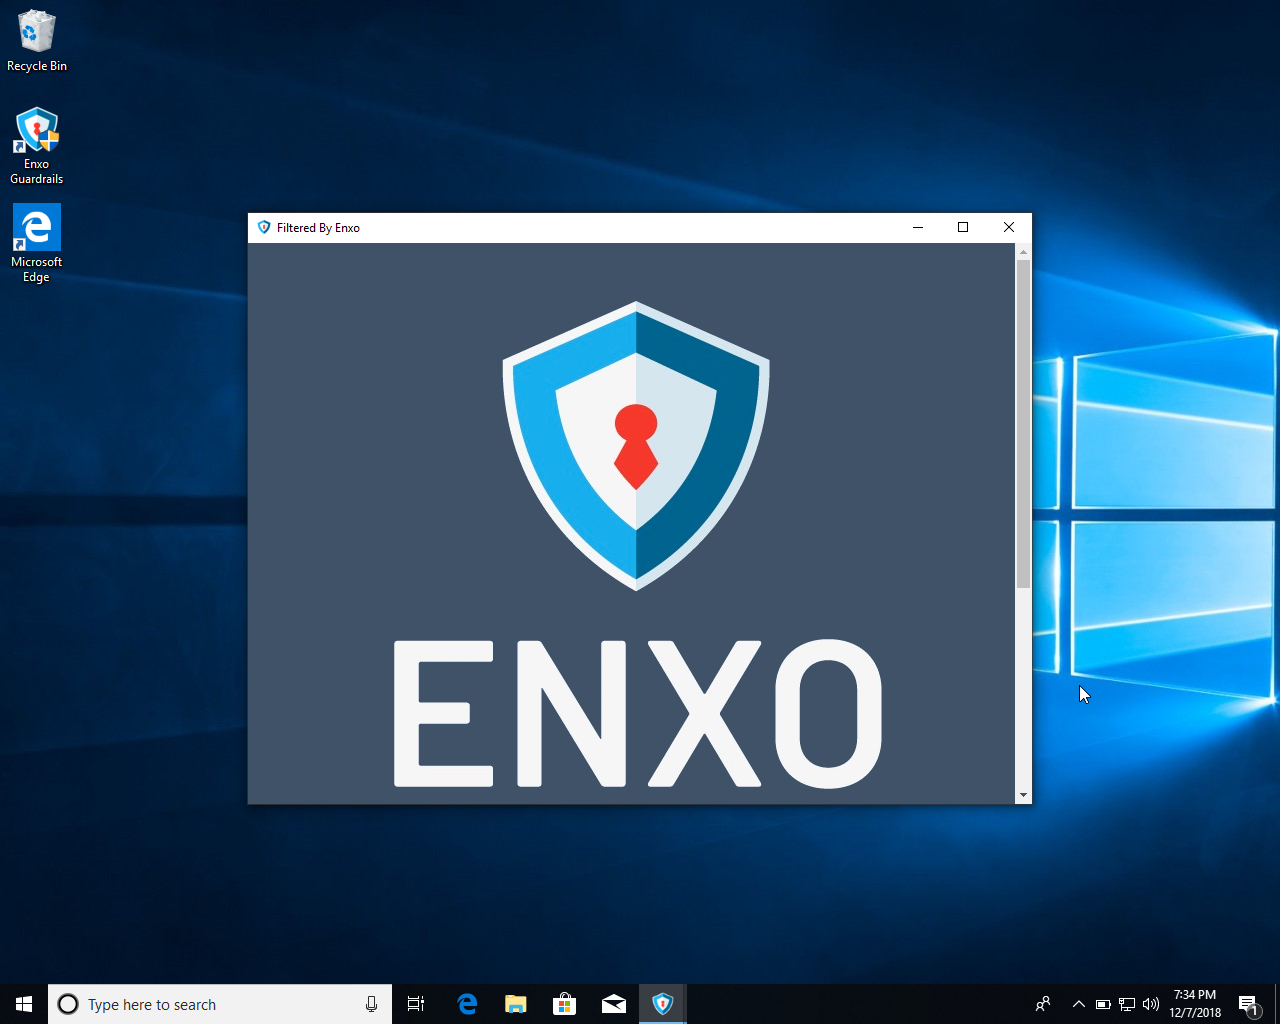 Recycle Bin
Enxo
Guardrails
Microsoft
Edge
Filtered By Enxo
ENXO
Type here to search
7:34 PM
12/7/2018
1